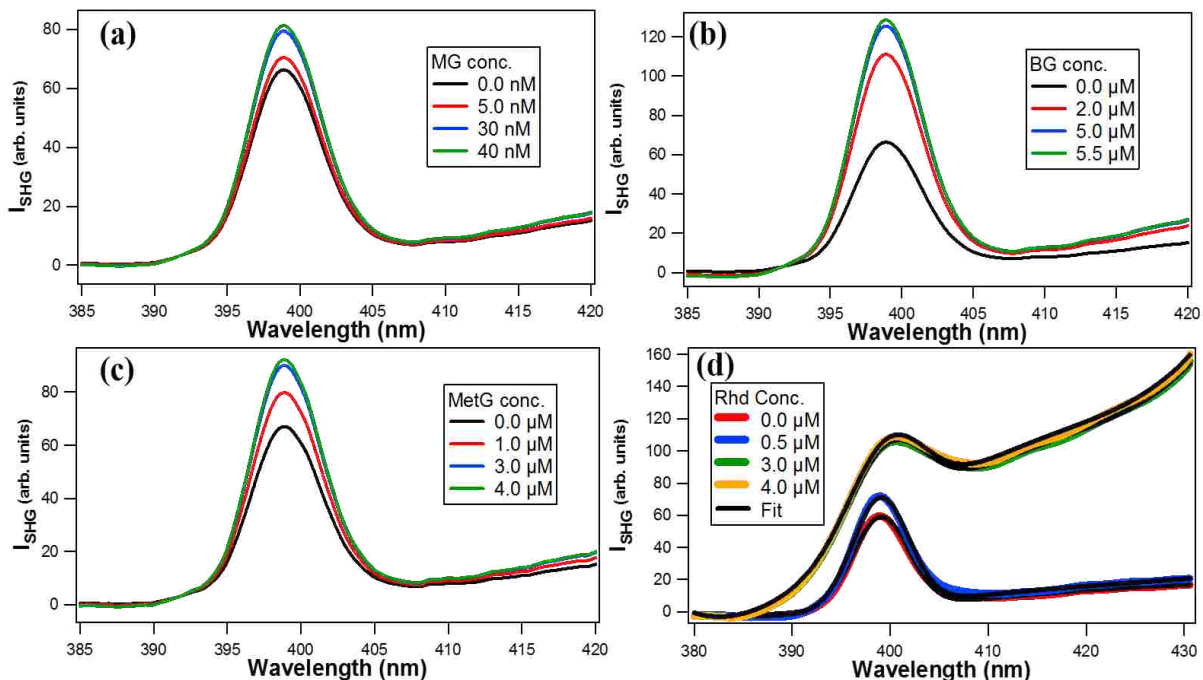 (a)
MG conc.
0.0 nM
5.0 nM
30 nM
40 nM
80
60
40
20
0
I_SHG (arb. units)
385 390 395 400 405 410 415 420
Wavelength (nm)
(b)
BG conc.
0.0 µM
2.0 µM
5.0 µM
5.5 µM
120
100
80
60
40
20
0
I_SHG (arb. units)
385 390 395 400 405 410 415 420
Wavelength (nm)
(c)
MetG conc.
0.0 µM
1.0 µM
3.0 µM
4.0 µM
80
60
40
20
0
I_SHG (arb. units)
385 390 395 400 405 410 415 420
Wavelength (nm)
(d)
Rhd Conc.
0.0 µM
0.5 µM
3.0 µM
4.0 µM
Fit
160
140
120
100
80
60
40
20
0
I_SHG (arb. units)
380 390 400 410 420 430
Wavelength (nm)